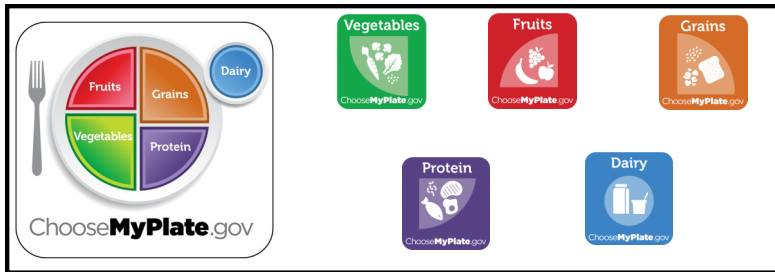 Fruits
Grains
Dairy
Vegetables
Protein
ChooseMyPlate.gov
Vegetables
ChooseMyPlate.gov
Fruits
ChooseMyPlate.gov
Grains
ChooseMyPlate.gov
Protein
ChooseMyPlate.gov
Dairy
ChooseMyPlate.gov